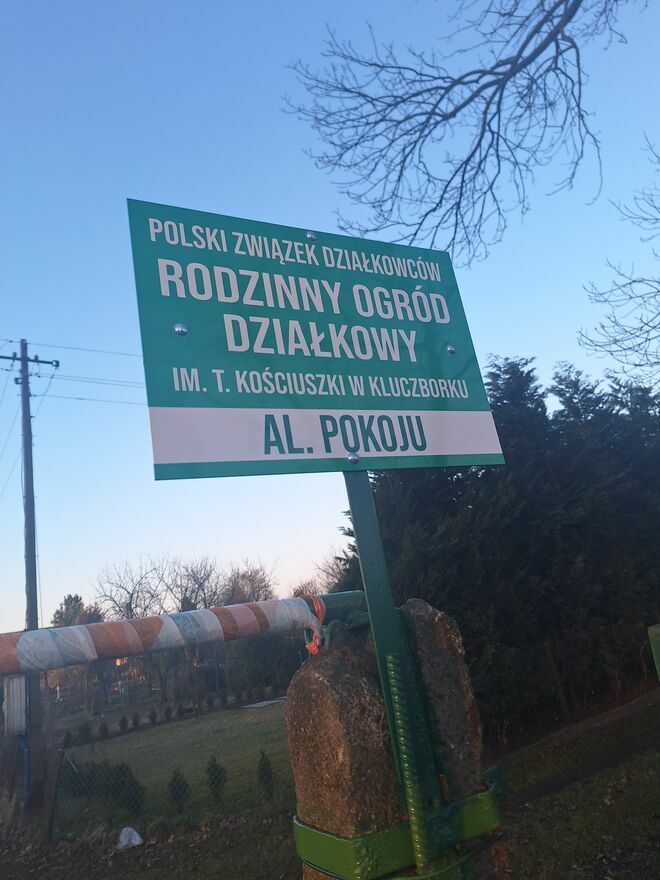 POLSKI ZWIĄZEK DZIAŁKOWCÓW
RODZINNY OGRÓD
DZIAŁKOWY
IM. T. KOŚCIUSZKI W KLUCZBORKU
AL. POKOJU